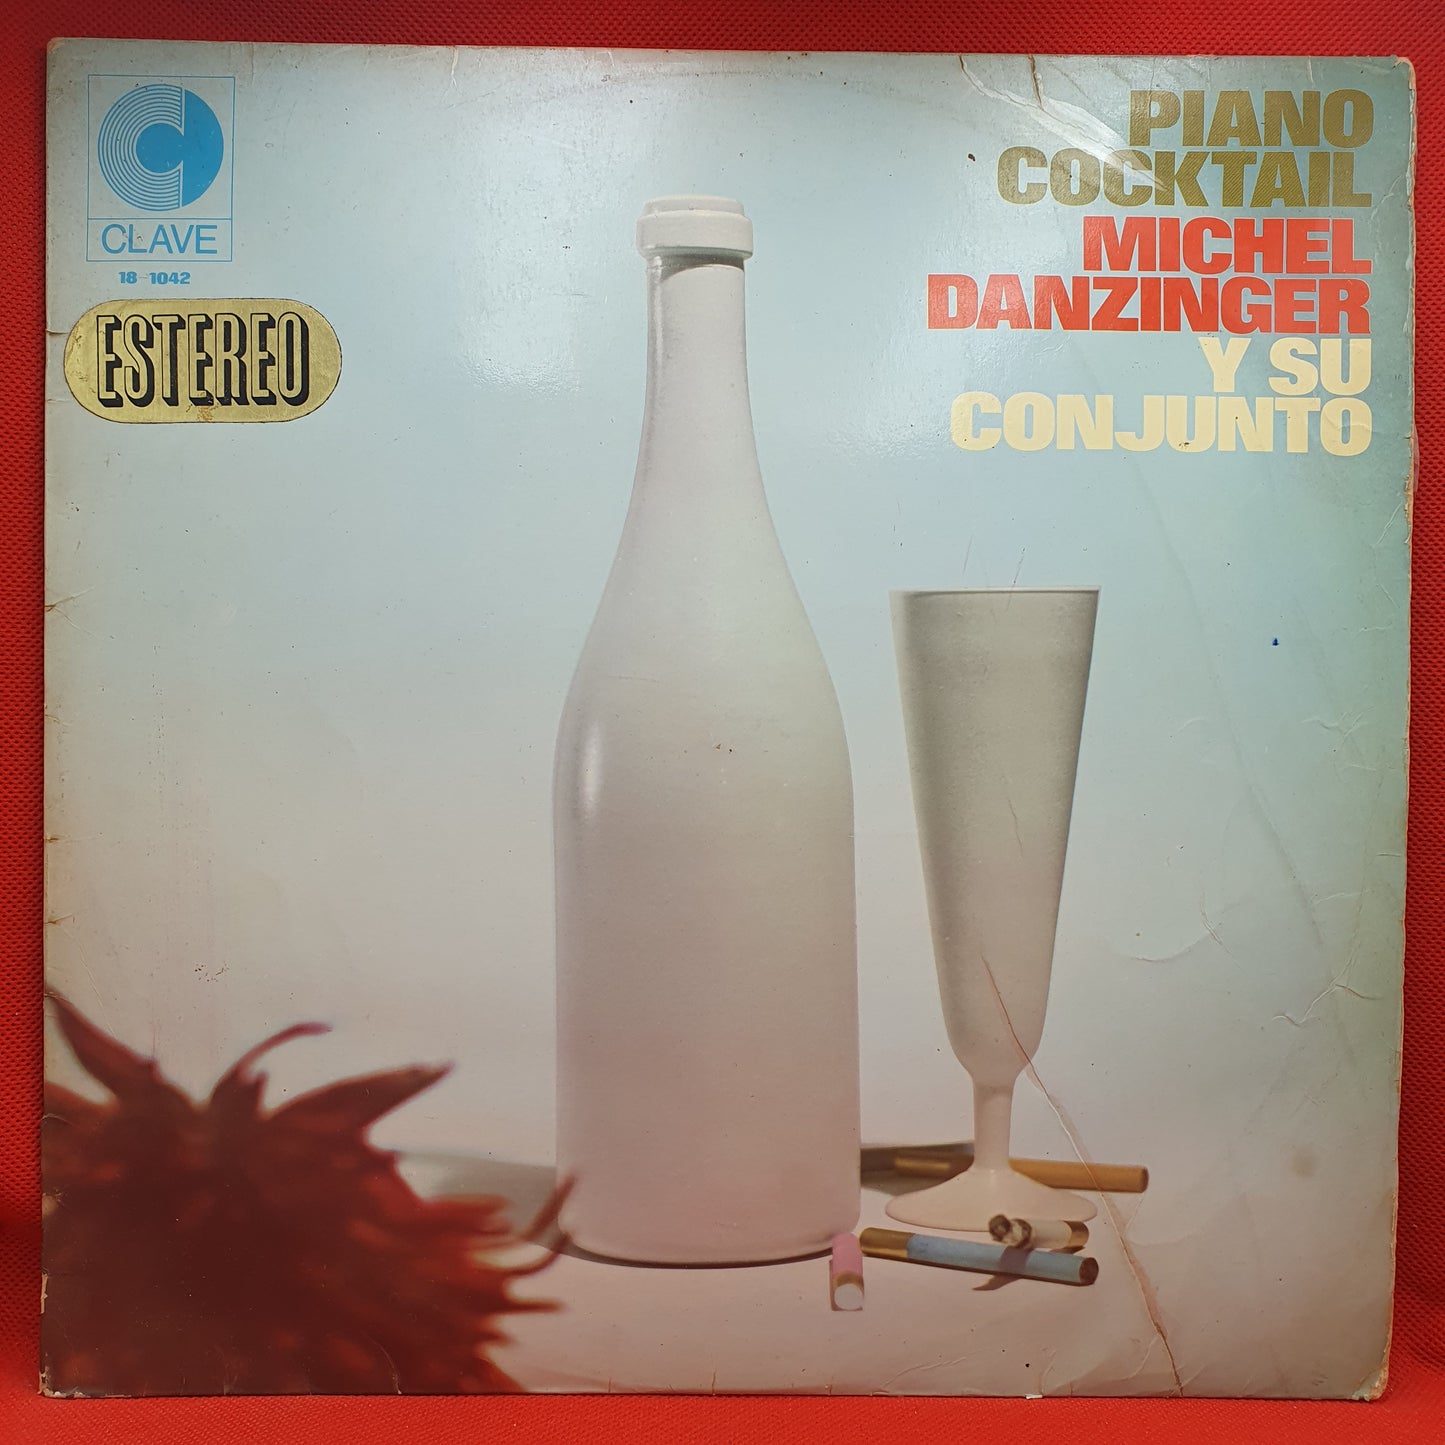 CLAVE
18-1042
ESTEREO
PIANO
COCKTAIL
MICHEL
DANZINGER
Y SU
CONJUNTO